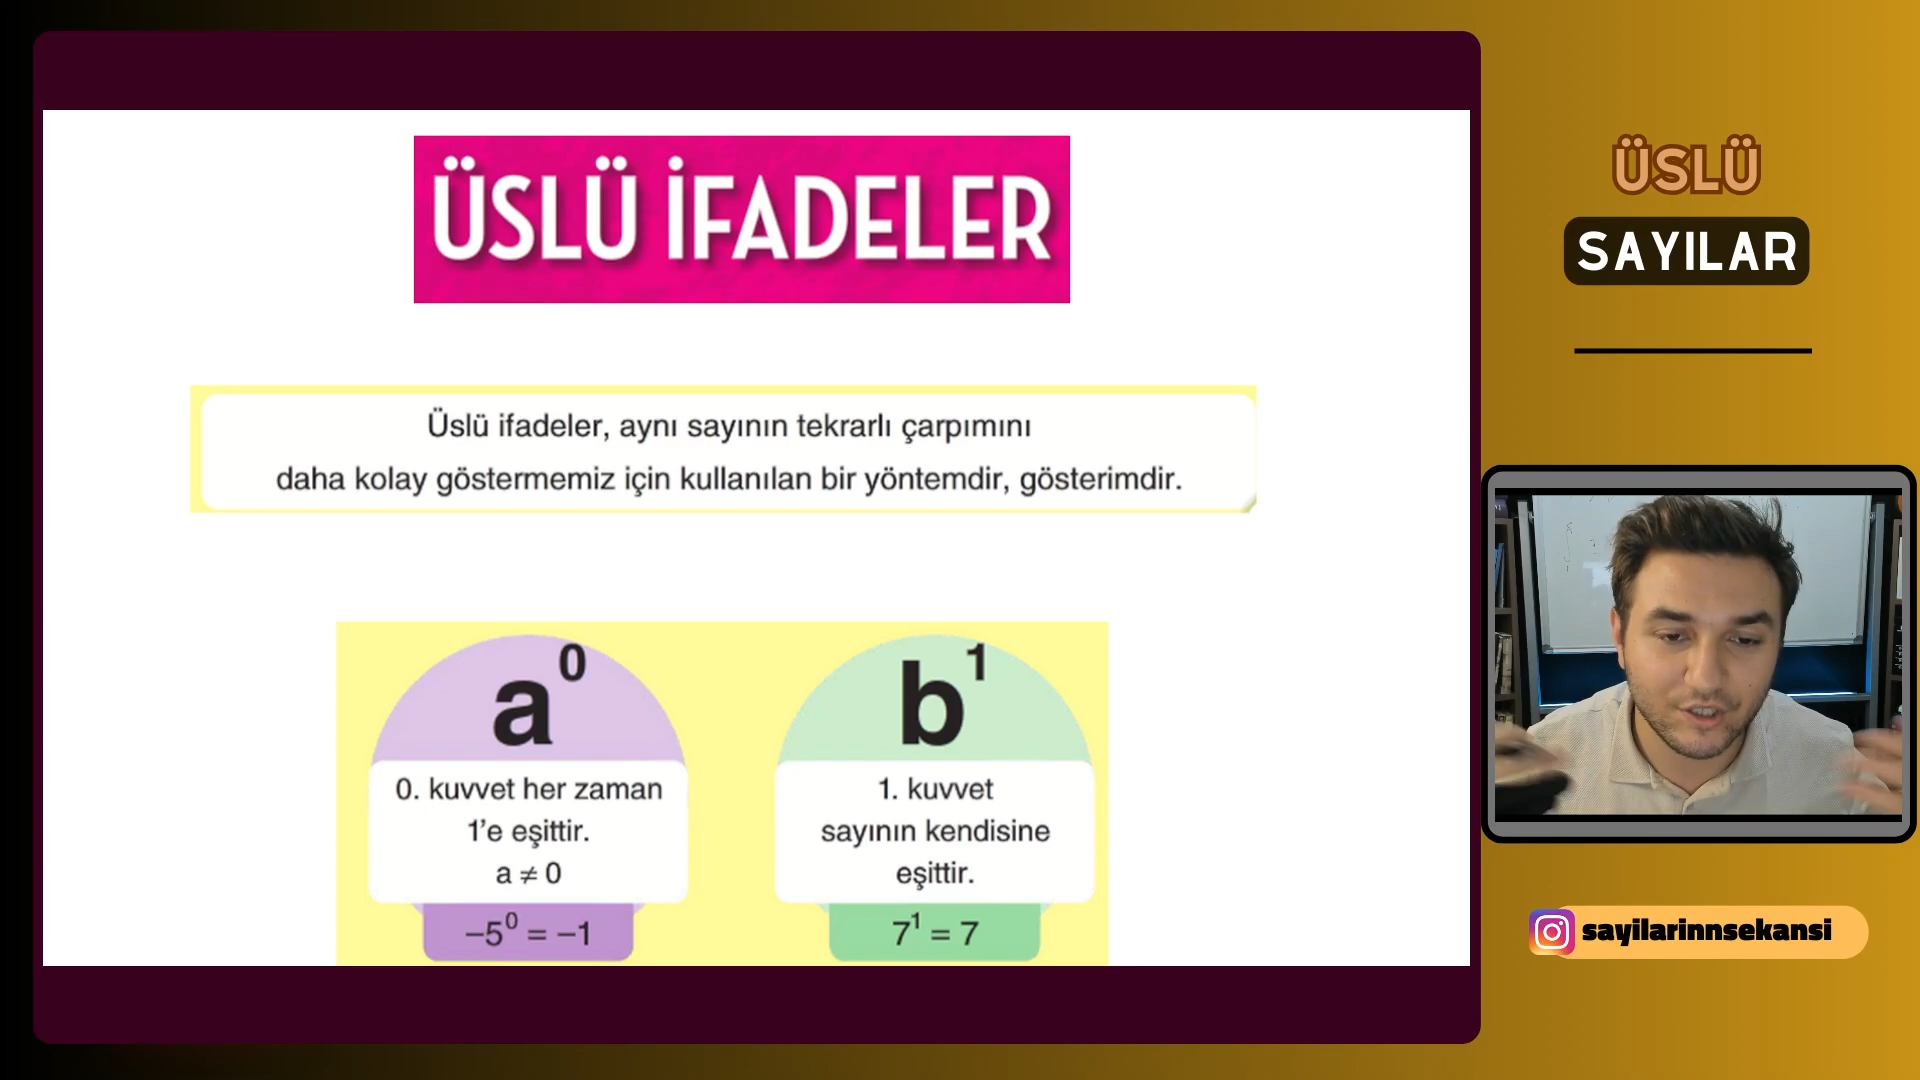 ÜSLÜ İFADELER
Üslü ifadeler, aynı sayının tekrarlı çarpımını
daha kolay göstermemiz için kullanılan bir yöntemdir, gösterimdir.
a⁰
0. kuvvet her zaman
1'e eşittir.
a ≠ 0
–5⁰ = –1
b¹
1. kuvvet
sayının kendisine
eşittir.
7¹ = 7
ÜSLÜ
SAYILAR
sayilarinnsekansi